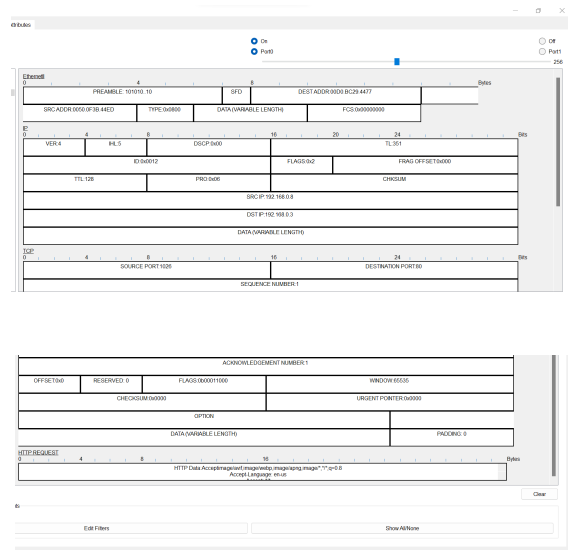 ttributes
On Off
Port0 Port1
256
EthernetII
0 4 8 Bytes
PREAMBLE: 101010..10 SFD DEST ADDR:00D0.BC29.4477
SRC ADDR:0050.0F3B.44ED TYPE:0x0800 DATA (VARIABLE LENGTH) FCS:0x00000000
IP
0 4 8 16 20 24 Bits
VER:4 IHL:5 DSCP:0x00 TL:351
ID:0x0012 FLAGS:0x2 FRAG OFFSET:0x000
TTL:128 PRO:0x06 CHKSUM
SRC IP:192.168.0.8
DST IP:192.168.0.3
DATA (VARIABLE LENGTH)
TCP
0 4 8 16 24 Bits
SOURCE PORT:1026 DESTINATION PORT:80
SEQUENCE NUMBER:1
ACKNOWLEDGEMENT NUMBER:1
OFFSET:0x0 RESERVED: 0 FLAGS:0b00011000 WINDOW:65535
CHECKSUM:0x0000 URGENT POINTER:0x0000
OPTION
DATA (VARIABLE LENGTH) PADDING: 0
HTTP REQUEST
0 4 8 16 Bytes
HTTP Data:Accept:image/avif,image/webp,image/apng,image/*,*/*;q=0.8
Accept-Language: en-us
Clear
Edit Filters Show All/None